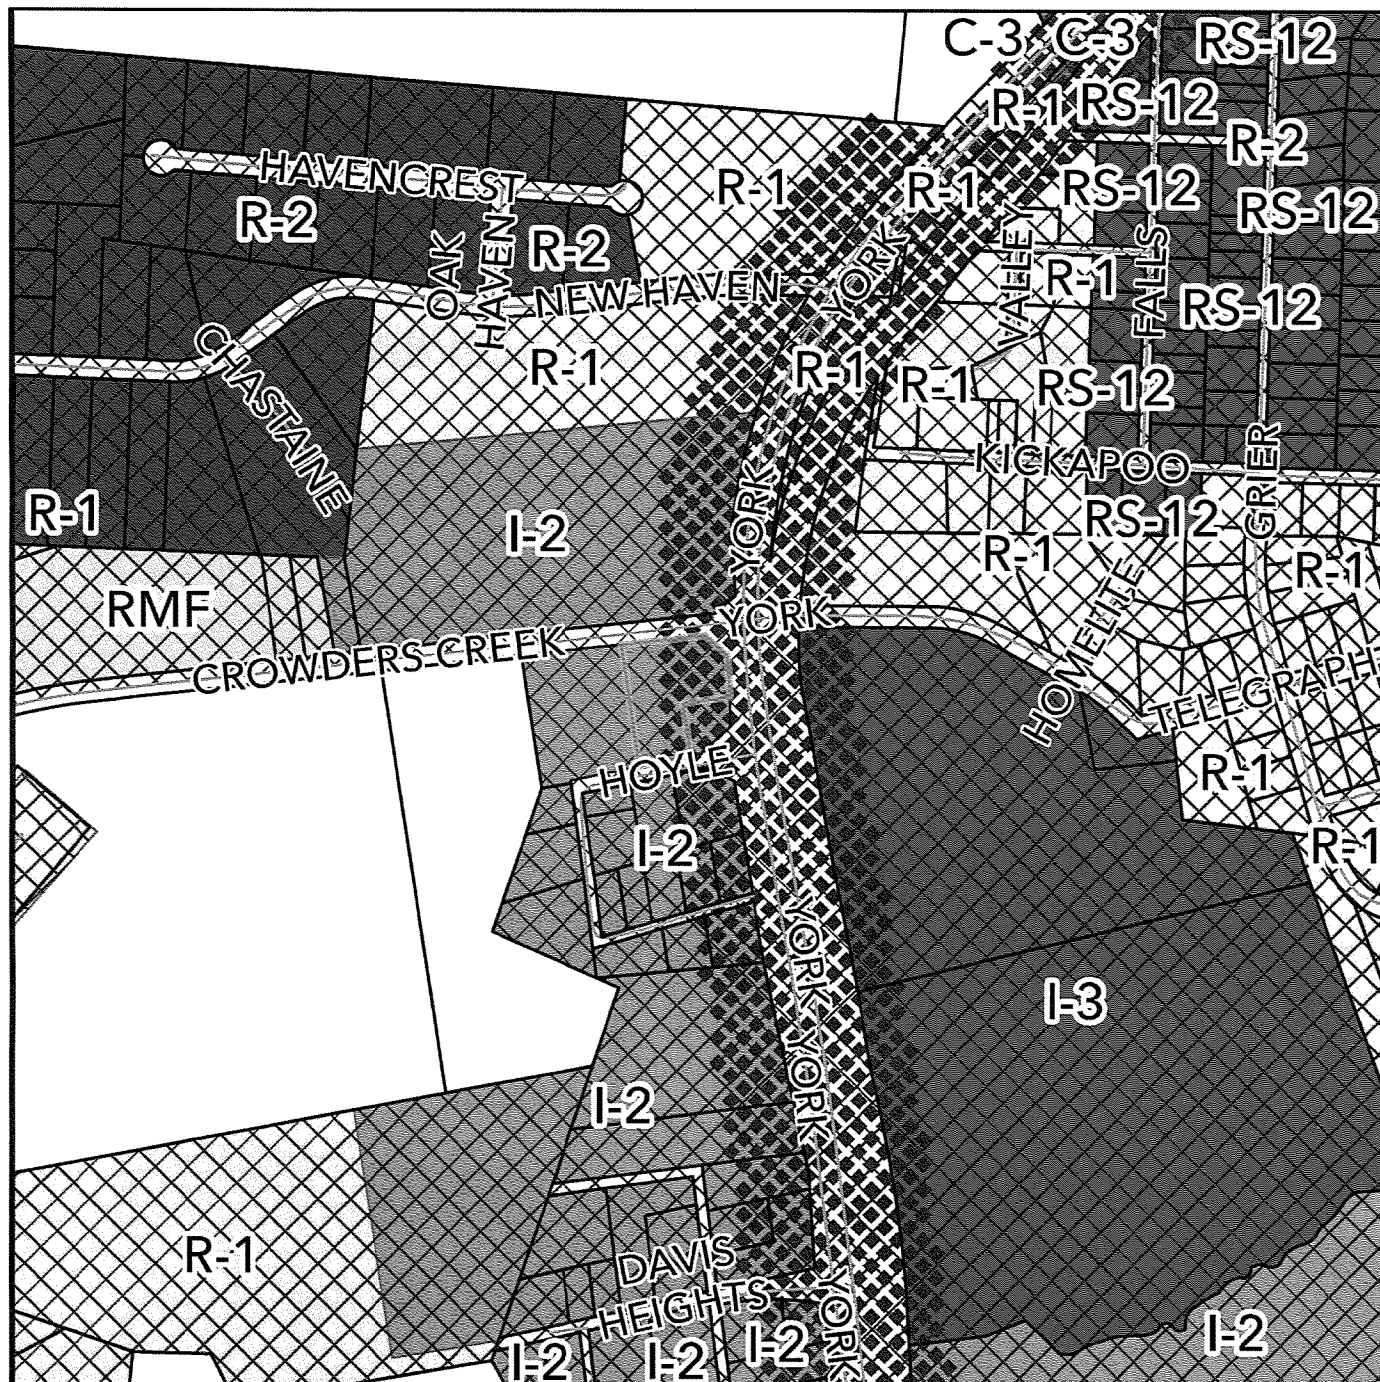 C-3 C-3 RS-12
R-1 RS-12
R-2
HAVENCREST
R-1 R-1 RS-12
RS-12
R-2
OAK
HAVEN
R-2
YORK
VALLEY
R-1
FALLS
NEW HAVEN
RS-12
CHASTAINE
R-1 R-1 R-1 RS-12
KICKAPOO
GRIER
R-1
I-2
YORK
RS-12
R-1
R-1
RMF
HOMELITE
YORK
CROWDERS CREEK
TELEGRAPH
HOYLE
R-1
I-2
R-1
YORK
I-3
YORK
I-2
R-1
DAVIS
HEIGHTS
YORK
I-2 I-2 I-2
I-2